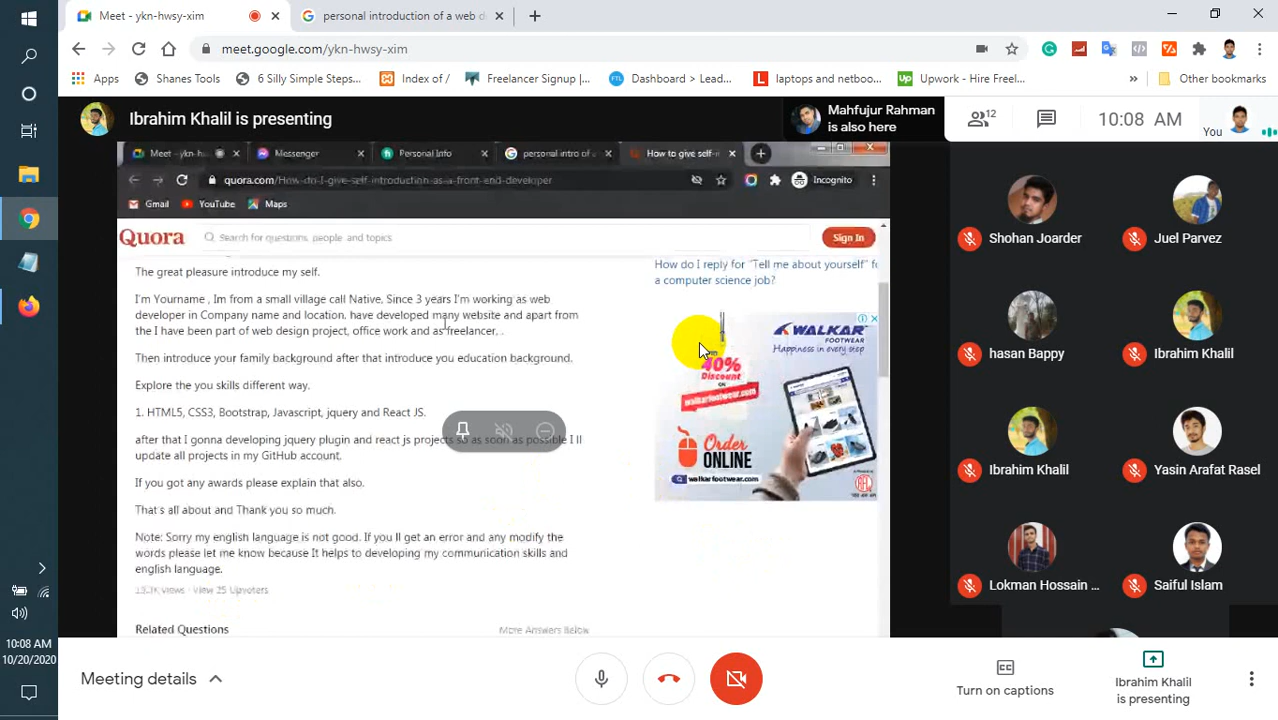 Meet - ykn-hwsy-xim
personal introduction of a web d
meet.google.com/ykn-hwsy-xim
Apps
Shanes Tools
6 Silly Simple Steps...
Index of /
Freelancer Signup |...
Dashboard > Lead...
laptops and netboo...
Upwork - Hire Freel...
»
Other bookmarks
Ibrahim Khalil is presenting
Mahfujur Rahman
is also here
12
10:08 AM
You
Meet - ykn-h
Messenger
Personal Info
personal intro of
How to give self-i
quora.com/How-do-I-give-self-introduction-as-a-front-end-developer
Incognito
Gmail
YouTube
Maps
Quora
Search for questions, people, and topics
Sign In
The great pleasure introduce my self.
I'm Yourname , Im from a small village call Native, Since 3 years I'm working as web
developer in Company name and location, have developed many website and apart from
the I have been part of web design project, office work and as freelancer, .
Then introduce your family background after that introduce you education background.
Explore the you skills different way.
1. HTML5, CSS3, Bootstrap, Javascript, jquery and React JS.
after that I gonna developing jquery plugin and react js projects so as soon as possible I ll
update all projects in my GitHub account.
If you got any awards please explain that also.
That s all about and Thank you so much.
Note: Sorry my english language is not good. If you ll get an error and any modify the
words please let me know because It helps to developing my communication skills and
english language.
views · View 25 Upvoters
Related Questions
More Answers Below
How do I reply for "Tell me about yourself" fo
a computer science job?
WALKAR
FOOTWEAR
Happiness in every step
40%
Discount
ON
walkarfootwear.com
Order
ONLINE
walkarfootwear.com
RFL
Shohan Joarder
Juel Parvez
hasan Bappy
Ibrahim Khalil
Ibrahim Khalil
Yasin Arafat Rasel
Lokman Hossain ...
Saiful Islam
10:08 AM
10/20/2020
Meeting details
CC
Turn on captions
Ibrahim Khalil
is presenting